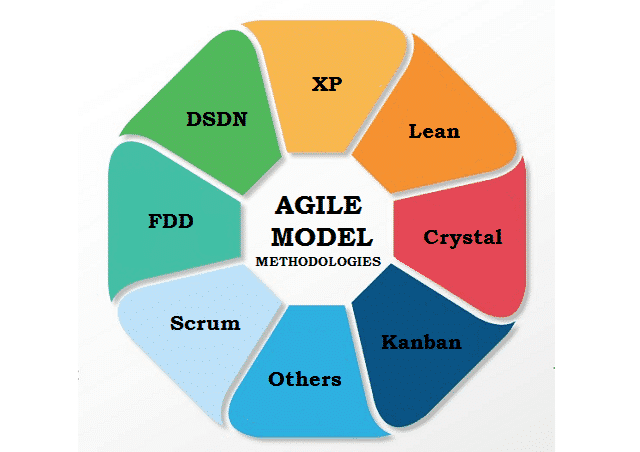 XP
Lean
Crystal
Kanban
Others
Scrum
FDD
DSDN
AGILE
MODEL
METHODOLOGIES